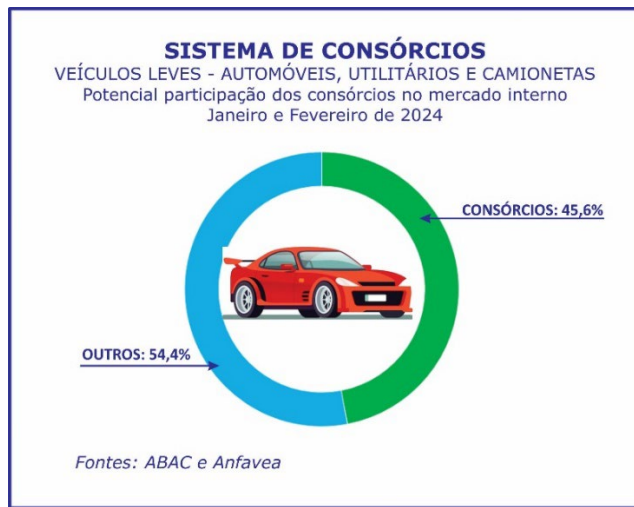 SISTEMA DE CONSÓRCIOS
VEÍCULOS LEVES - AUTOMÓVEIS, UTILITÁRIOS E CAMIONETAS
Potencial participação dos consórcios no mercado interno
Janeiro e Fevereiro de 2024
CONSÓRCIOS: 45,6%
OUTROS: 54,4%
Fontes: ABAC e Anfavea